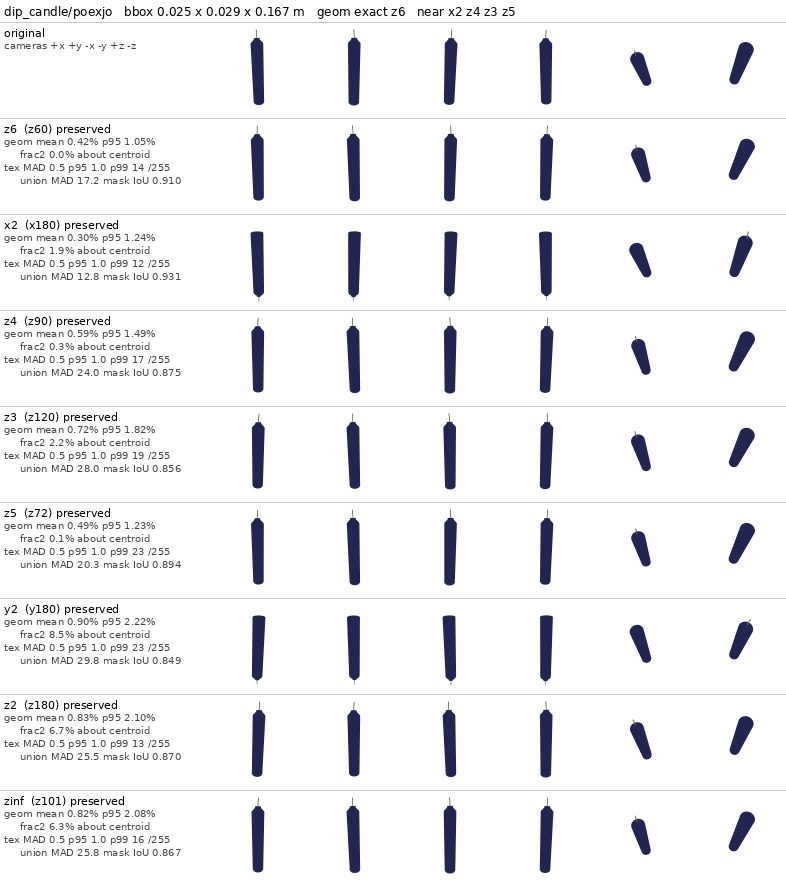 dip_candle/poexjo   bbox 0.025 x 0.029 x 0.167 m   geom exact z6   near x2 z4 z3 z5
original
cameras +x +y -x -y +z -z
z6  (z60) preserved
geom mean 0.42% p95 1.05%
frac2 0.0% about centroid
tex MAD 0.5 p95 1.0 p99 14 /255
union MAD 17.2 mask IoU 0.910
x2  (x180) preserved
geom mean 0.30% p95 1.24%
frac2 1.9% about centroid
tex MAD 0.5 p95 1.0 p99 12 /255
union MAD 12.8 mask IoU 0.931
z4  (z90) preserved
geom mean 0.59% p95 1.49%
frac2 0.3% about centroid
tex MAD 0.5 p95 1.0 p99 17 /255
union MAD 24.0 mask IoU 0.875
z3  (z120) preserved
geom mean 0.72% p95 1.82%
frac2 2.2% about centroid
tex MAD 0.5 p95 1.0 p99 19 /255
union MAD 28.0 mask IoU 0.856
z5  (z72) preserved
geom mean 0.49% p95 1.23%
frac2 0.1% about centroid
tex MAD 0.5 p95 1.0 p99 23 /255
union MAD 20.3 mask IoU 0.894
y2  (y180) preserved
geom mean 0.90% p95 2.22%
frac2 8.5% about centroid
tex MAD 0.5 p95 1.0 p99 23 /255
union MAD 29.8 mask IoU 0.849
z2  (z180) preserved
geom mean 0.83% p95 2.10%
frac2 6.7% about centroid
tex MAD 0.5 p95 1.0 p99 13 /255
union MAD 25.5 mask IoU 0.870
zinf  (z101) preserved
geom mean 0.82% p95 2.08%
frac2 6.3% about centroid
tex MAD 0.5 p95 1.0 p99 16 /255
union MAD 25.8 mask IoU 0.867